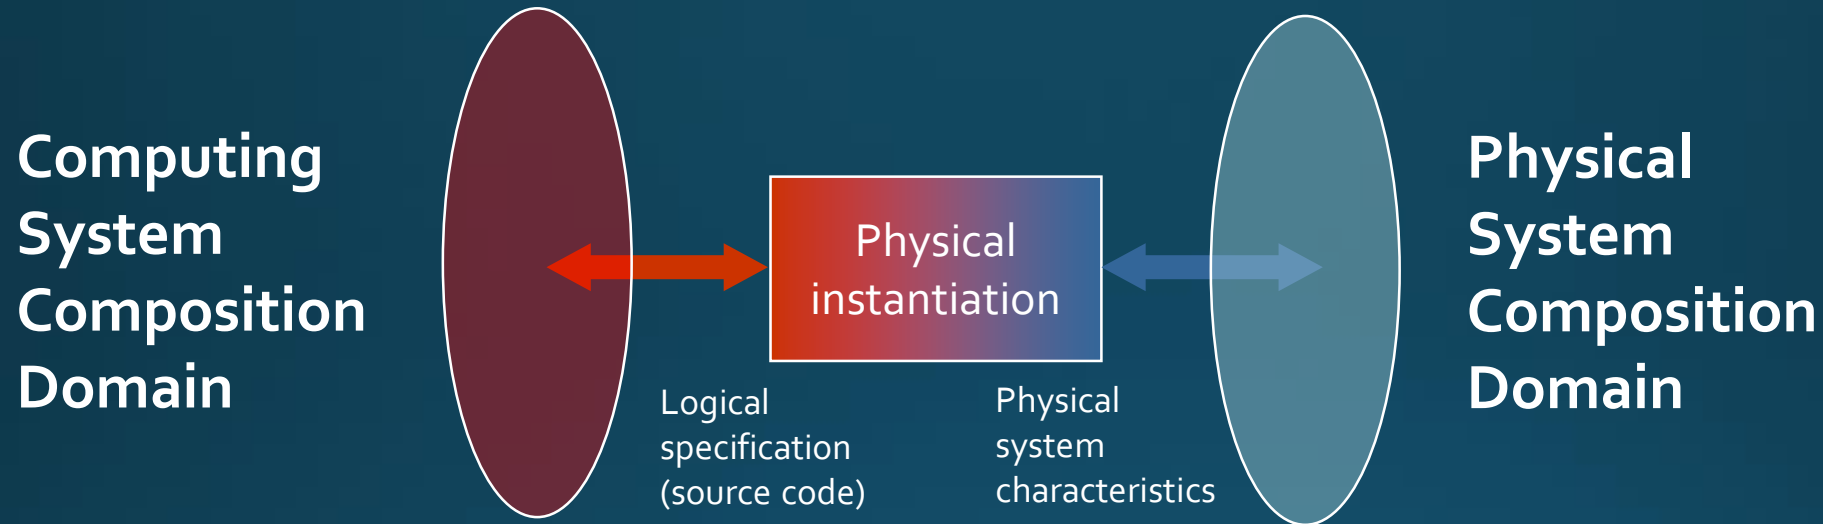 Computing
System
Composition
Domain
Physical
instantiation
Logical
specification
(source code)
Physical
system
characteristics
Physical
System
Composition
Domain